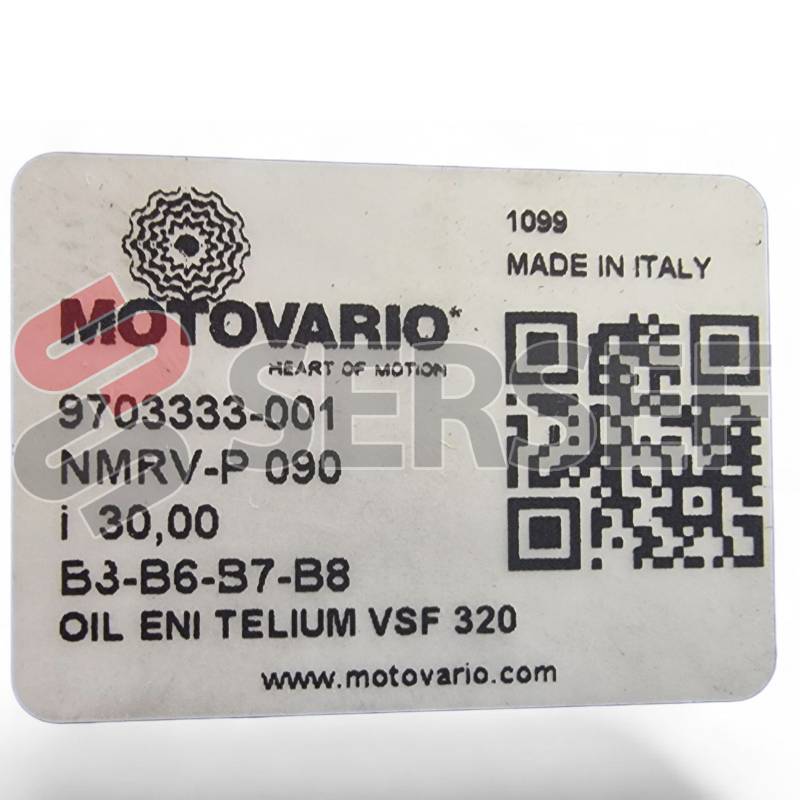 1099
MADE IN ITALY
MOTOVARIO*
HEART OF MOTION
9703333-001
NMRV-P 090
i 30,00
B3-B6-B7-B8
OIL ENI TELIUM VSF 320
www.motovario.com
SERSEF